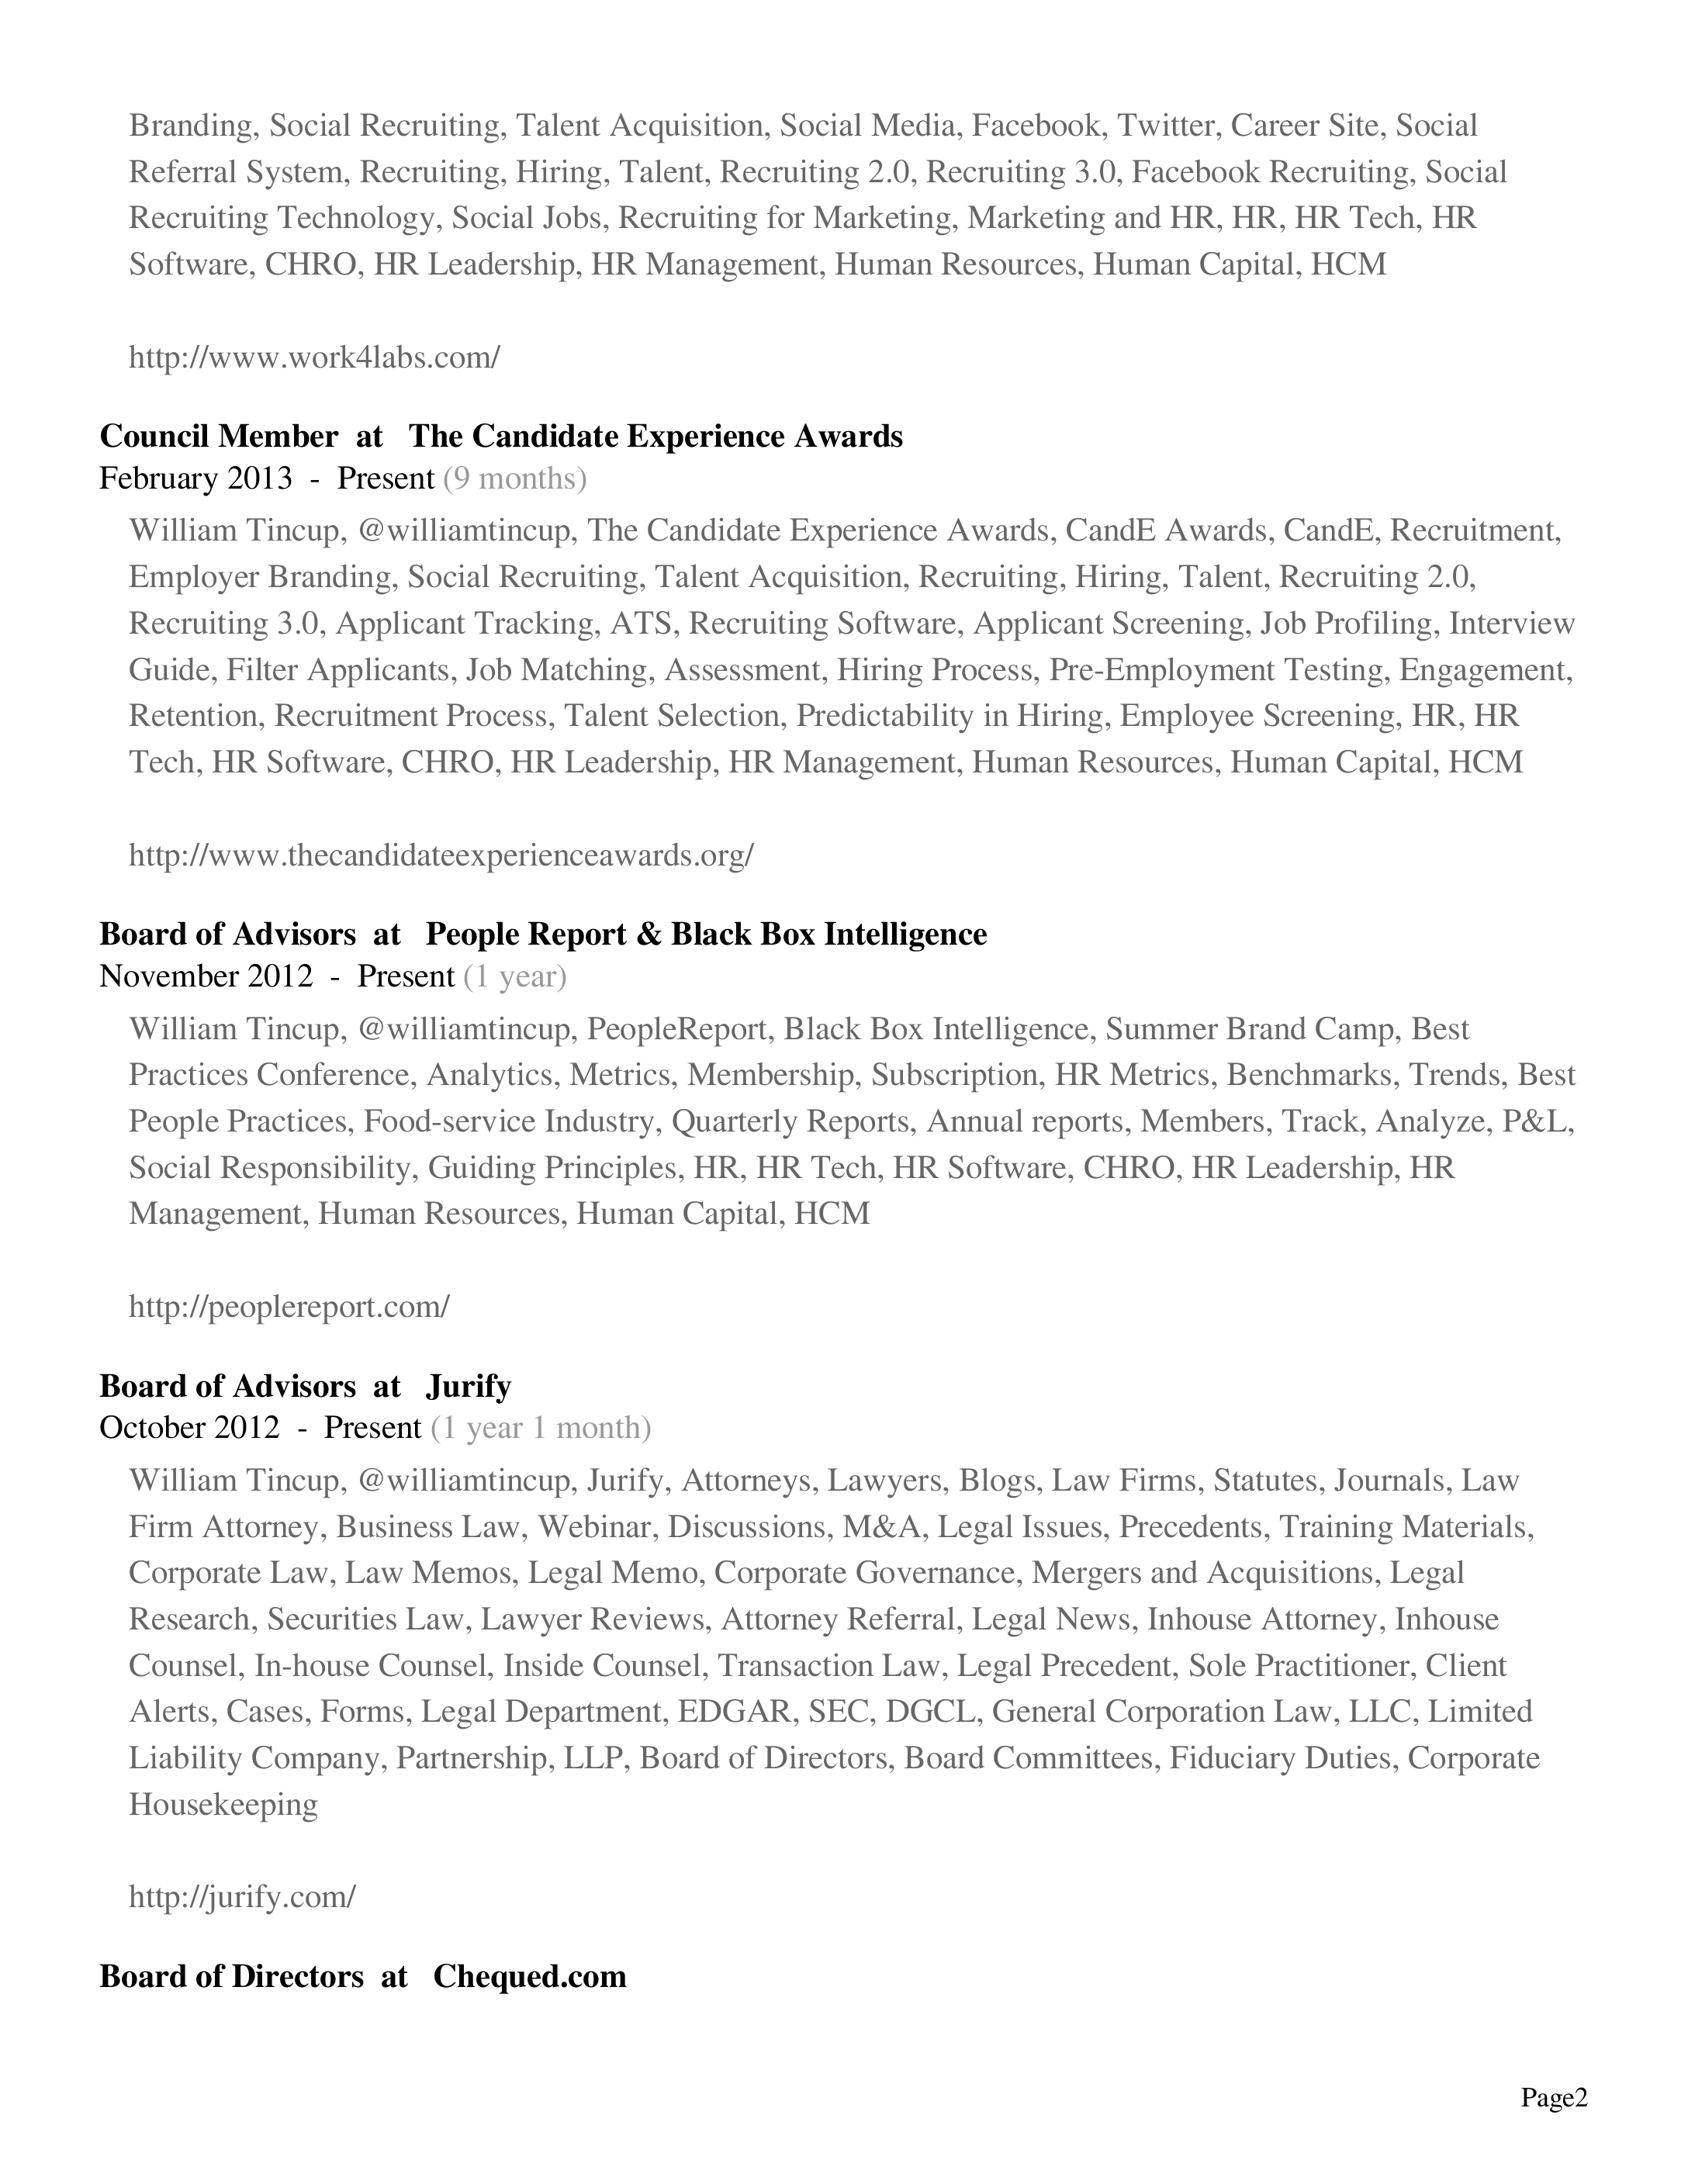 Branding, Social Recruiting, Talent Acquisition, Social Media, Facebook, Twitter, Career Site, Social
Referral System, Recruiting, Hiring, Talent, Recruiting 2.0, Recruiting 3.0, Facebook Recruiting, Social
Recruiting Technology, Social Jobs, Recruiting for Marketing, Marketing and HR, HR, HR Tech, HR
Software, CHRO, HR Leadership, HR Management, Human Resources, Human Capital, HCM
http://www.work4labs.com/
Council Member at The Candidate Experience Awards
February 2013 - Present (9 months)
William Tincup, @williamtincup, The Candidate Experience Awards, CandE Awards, CandE, Recruitment,
Employer Branding, Social Recruiting, Talent Acquisition, Recruiting, Hiring, Talent, Recruiting 2.0,
Recruiting 3.0, Applicant Tracking, ATS, Recruiting Software, Applicant Screening, Job Profiling, Interview
Guide, Filter Applicants, Job Matching, Assessment, Hiring Process, Pre-Employment Testing, Engagement,
Retention, Recruitment Process, Talent Selection, Predictability in Hiring, Employee Screening, HR, HR
Tech, HR Software, CHRO, HR Leadership, HR Management, Human Resources, Human Capital, HCM
http://www.thecandidateexperienceawards.org/
Board of Advisors at People Report & Black Box Intelligence
November 2012 - Present (1 year)
William Tincup, @williamtincup, PeopleReport, Black Box Intelligence, Summer Brand Camp, Best
Practices Conference, Analytics, Metrics, Membership, Subscription, HR Metrics, Benchmarks, Trends, Best
People Practices, Food-service Industry, Quarterly Reports, Annual reports, Members, Track, Analyze, P&L,
Social Responsibility, Guiding Principles, HR, HR Tech, HR Software, CHRO, HR Leadership, HR
Management, Human Resources, Human Capital, HCM
http://peoplereport.com/
Board of Advisors at Jurify
October 2012 - Present (1 year 1 month)
William Tincup, @williamtincup, Jurify, Attorneys, Lawyers, Blogs, Law Firms, Statutes, Journals, Law
Firm Attorney, Business Law, Webinar, Discussions, M&A, Legal Issues, Precedents, Training Materials,
Corporate Law, Law Memos, Legal Memo, Corporate Governance, Mergers and Acquisitions, Legal
Research, Securities Law, Lawyer Reviews, Attorney Referral, Legal News, Inhouse Attorney, Inhouse
Counsel, In-house Counsel, Inside Counsel, Transaction Law, Legal Precedent, Sole Practitioner, Client
Alerts, Cases, Forms, Legal Department, EDGAR, SEC, DGCL, General Corporation Law, LLC, Limited
Liability Company, Partnership, LLP, Board of Directors, Board Committees, Fiduciary Duties, Corporate
Housekeeping
http://jurify.com/
Board of Directors at Chequed.com
Page2